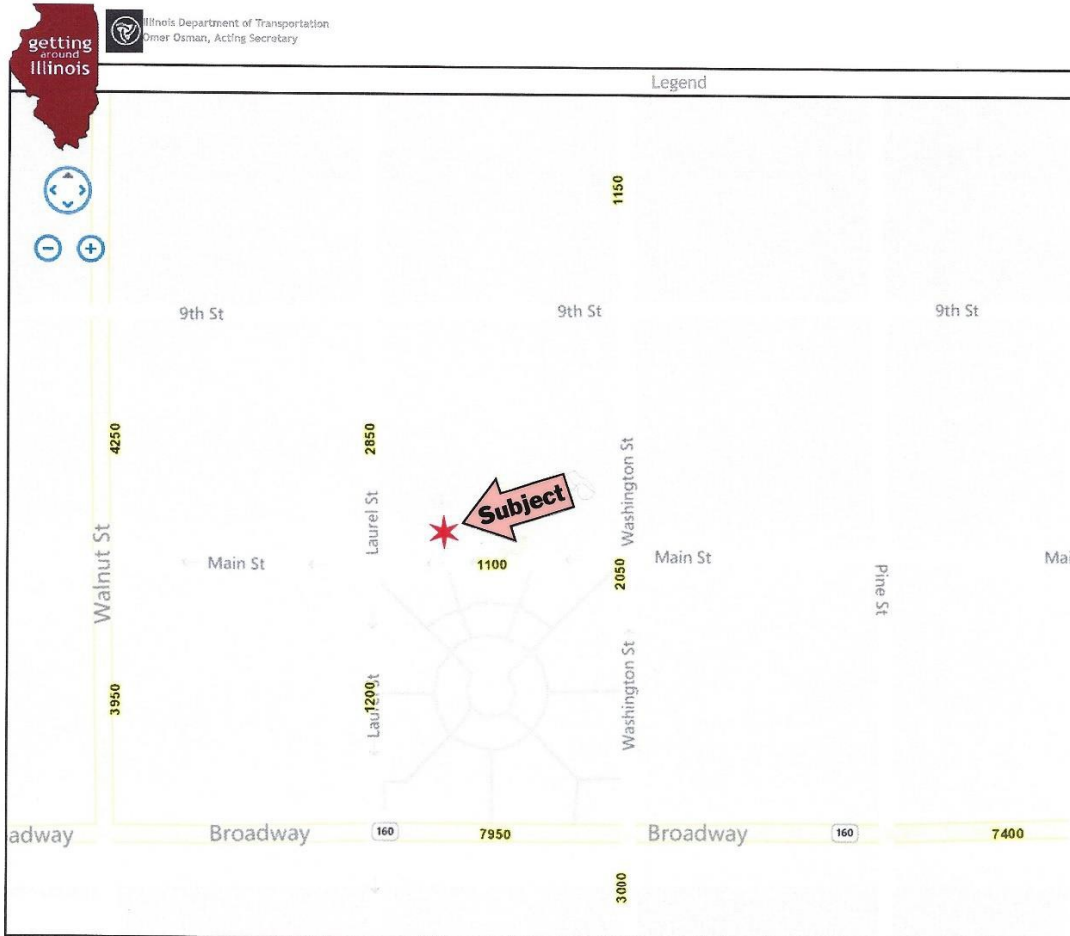 getting
around
Illinois
Illinois Department of Transportation
Omer Osman, Acting Secretary
Legend
1150
9th St
9th St
9th St
4250
2850
Laurel St
Subject
Washington St
Walnut St
Main St
1100
2050
Main St
Mai
Pine St
3950
1200
Laurel St
Washington St
adway
Broadway
160
7950
Broadway
160
7400
3000